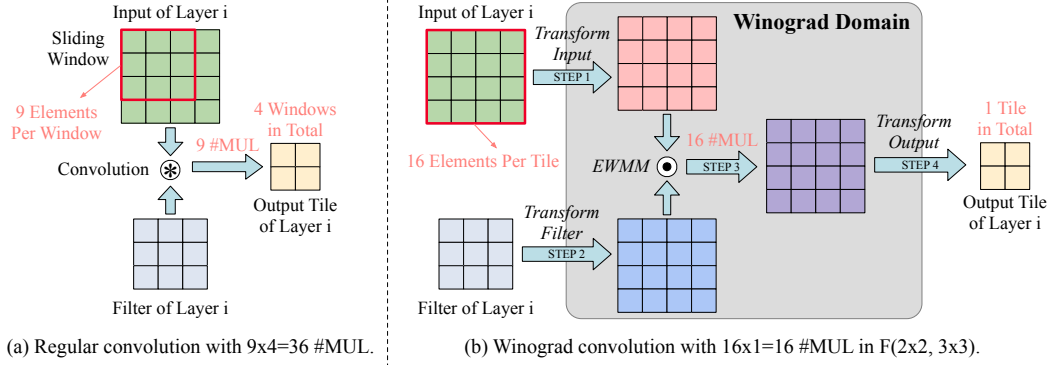 Input of Layer i
Sliding
Window
9 Elements
Per Window
4 Windows
in Total
9 #MUL
Convolution
Output Tile
of Layer i
Filter of Layer i
(a) Regular convolution with 9x4=36 #MUL.
Input of Layer i
Transform
Input
STEP 1
Winograd Domain
16 Elements Per Tile
EWMM
16 #MUL
STEP 3
Transform
Output
STEP 4
1 Tile
in Total
Output Tile
of Layer i
Transform
Filter
STEP 2
Filter of Layer i
(b) Winograd convolution with 16x1=16 #MUL in F(2x2, 3x3).